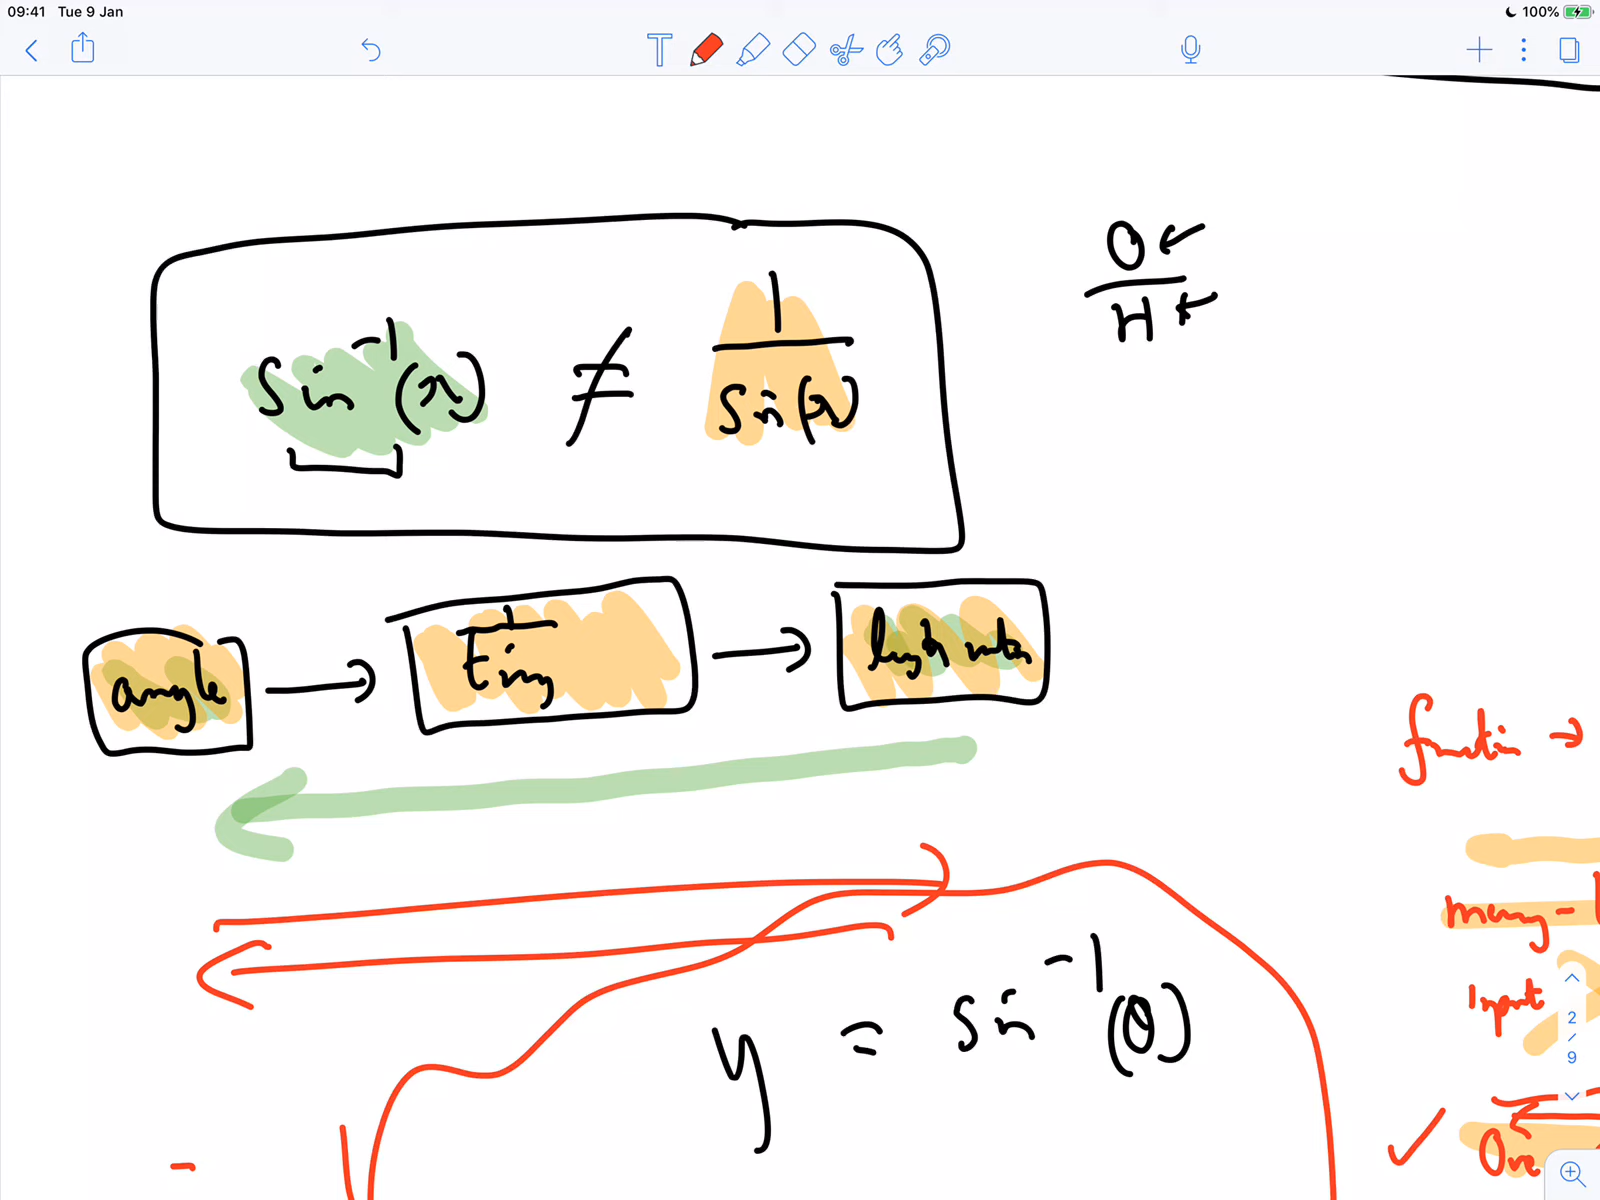 09:41 Tue 9 Jan
100%
sin⁻¹(x) ≠ 1/sin(x)
O
H
angle → 1/Trig → length ratio
function →
many -
Input
2
/
9
y = sin⁻¹(θ)
One